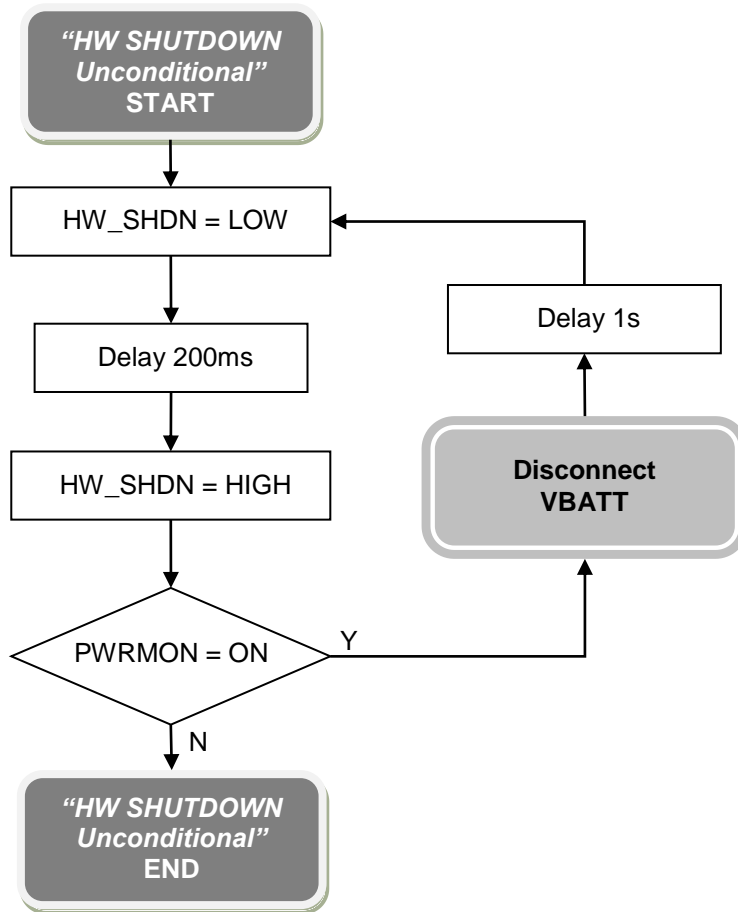 “HW SHUTDOWN
Unconditional”
START
HW_SHDN = LOW
Delay 200ms
HW_SHDN = HIGH
PWRMON = ON
Y
N
Delay 1s
Disconnect
VBATT
“HW SHUTDOWN
Unconditional”
END